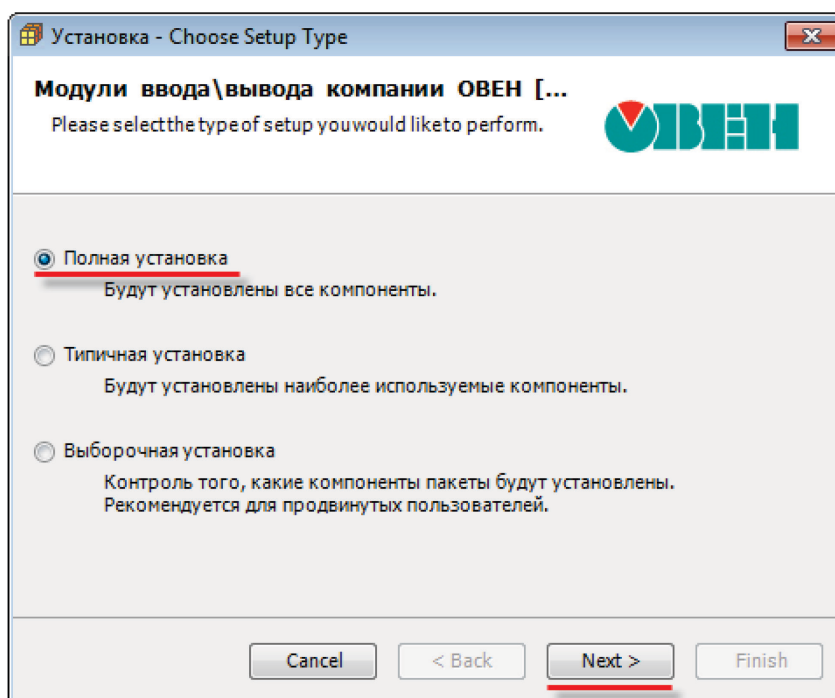 Установка - Choose Setup Type
Модули ввода\вывода компании ОВЕН [...
Please select the type of setup you would like to perform.
ОВЕН
Полная установка
Будут установлены все компоненты.
Типичная установка
Будут установлены наиболее используемые компоненты.
Выборочная установка
Контроль того, какие компоненты пакеты будут установлены.
Рекомендуется для продвинутых пользователей.
Cancel
< Back
Next >
Finish